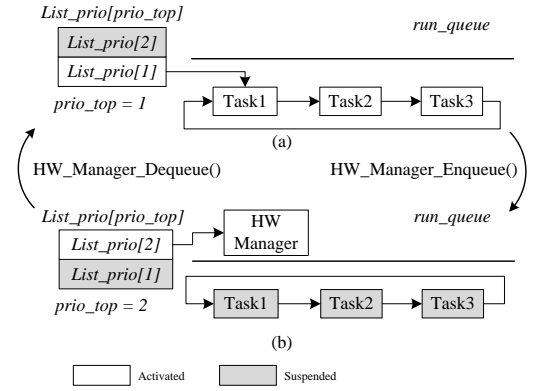 List_prio[prio_top]
run_queue
List_prio[2]
List_prio[1]
prio_top = 1
Task1
Task2
Task3
(a)
HW_Manager_Dequeue()
HW_Manager_Enqueue()
List_prio[prio_top]
run_queue
List_prio[2]
HW
Manager
List_prio[1]
prio_top = 2
Task1
Task2
Task3
(b)
Activated
Suspended